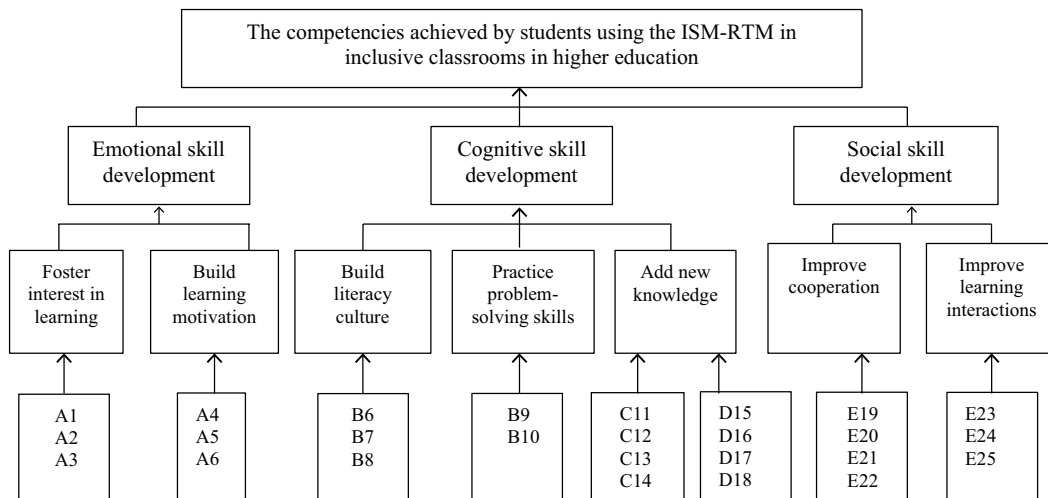 The competencies achieved by students using the ISM-RTM in
inclusive classrooms in higher education
Emotional skill
development
Cognitive skill
development
Social skill
development
Foster
interest in
learning
Build
learning
motivation
Build
literacy
culture
Practice
problem-
solving skills
Add new
knowledge
Improve
cooperation
Improve
learning
interactions
A1
A2
A3
A4
A5
A6
B6
B7
B8
B9
B10
C11
C12
C13
C14
D15
D16
D17
D18
E19
E20
E21
E22
E23
E24
E25